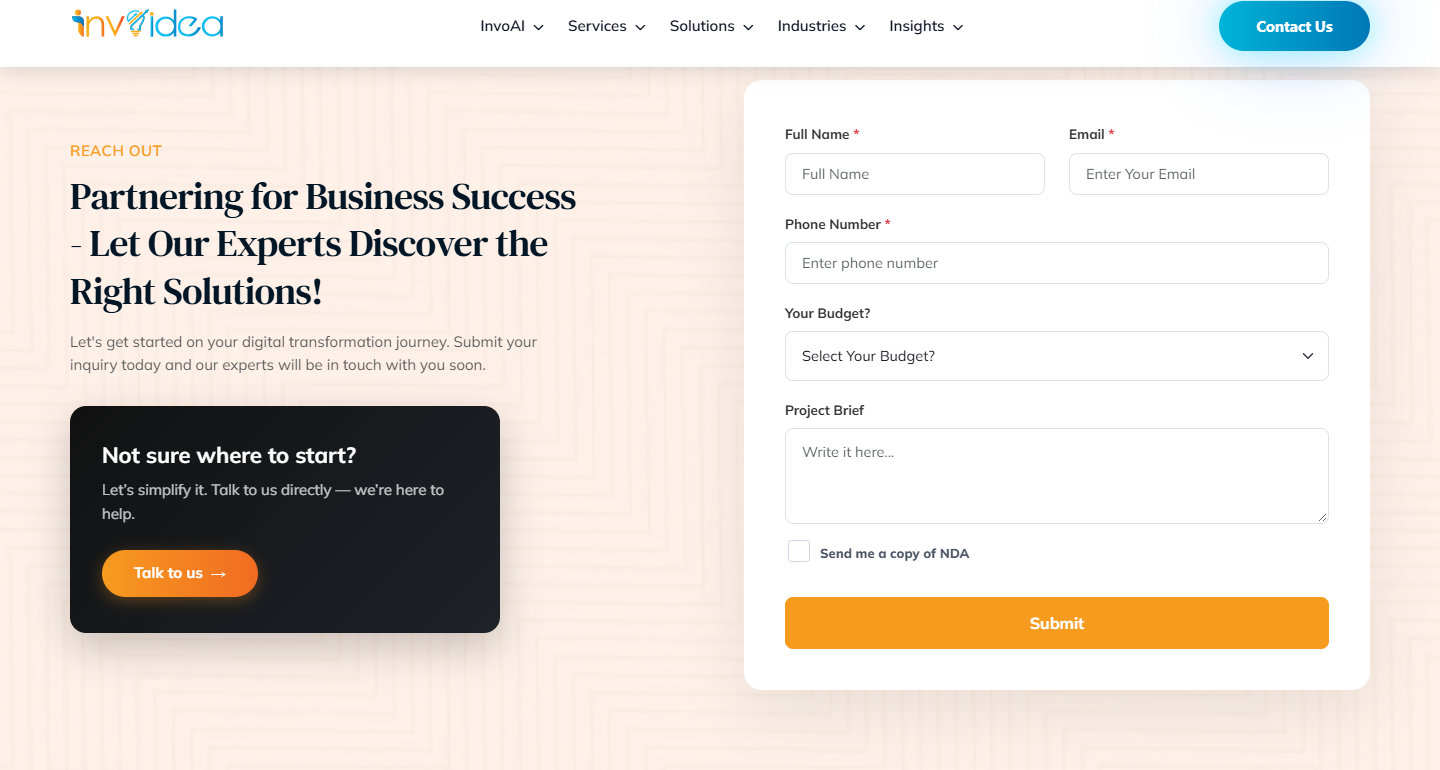 invoidea
InvoAI
Services
Solutions
Industries
Insights
Contact Us
REACH OUT
Partnering for Business Success
- Let Our Experts Discover the
Right Solutions!
Let's get started on your digital transformation journey. Submit your
inquiry today and our experts will be in touch with you soon.
Not sure where to start?
Let’s simplify it. Talk to us directly — we’re here to
help.
Talk to us →
Full Name *
Full Name
Email *
Enter Your Email
Phone Number *
Enter phone number
Your Budget?
Select Your Budget?
Project Brief
Write it here...
Send me a copy of NDA
Submit